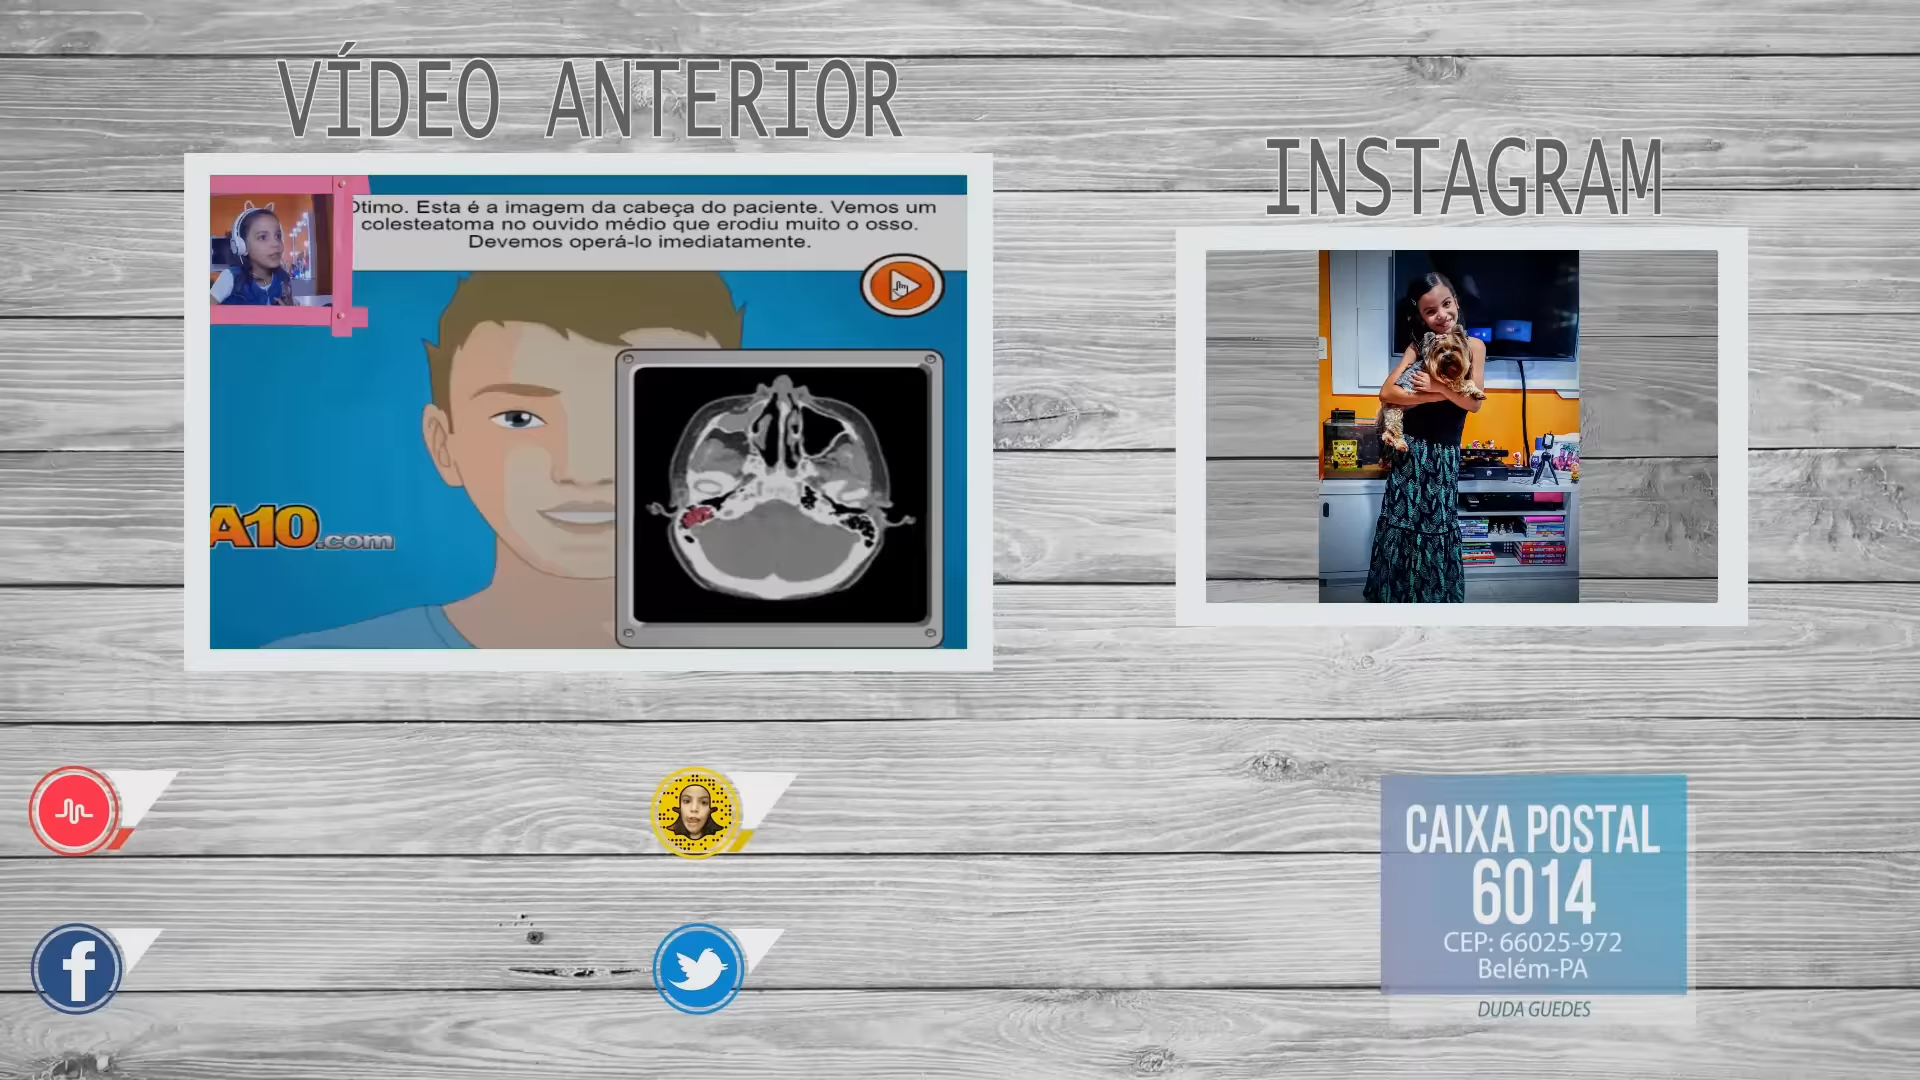 VÍDEO ANTERIOR
INSTAGRAM
Ótimo. Esta é a imagem da cabeça do paciente. Vemos um
colesteatoma no ouvido médio que erodiu muito o osso.
Devemos operá-lo imediatamente.
A10.com
CAIXA POSTAL
6014
CEP: 66025-972
Belém-PA
DUDA GUEDES